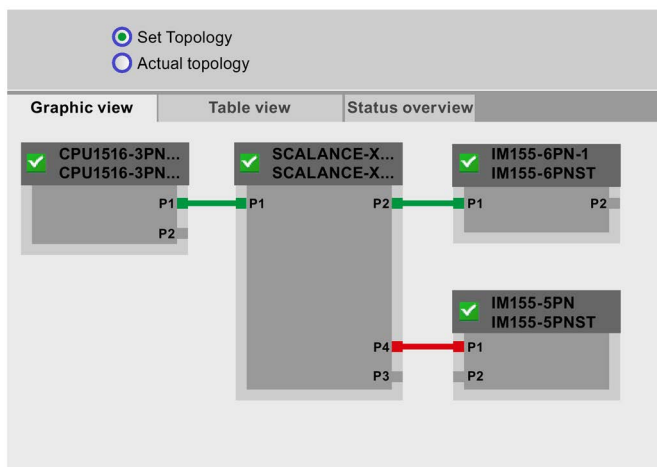 Set Topology
Actual topology
Graphic view
Table view
Status overview
CPU1516-3PN...
CPU1516-3PN...
P1
P2
SCALANCE-X...
SCALANCE-X...
P1
P2
P4
P3
IM155-6PN-1
IM155-6PNST
P1
P2
IM155-5PN
IM155-5PNST
P1
P2